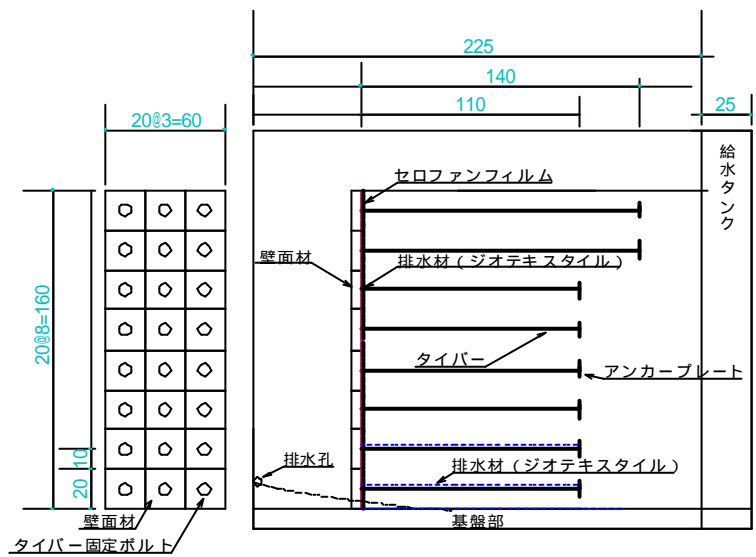 225
140
110
25
20@3=60
給水タンク
セロファンフィルム
壁面材
排水材(ジオテキスタイル)
20@8=160
タイバー
アンカープレート
10
20
排水孔
排水材(ジオテキスタイル)
壁面材
基盤部
タイバー固定ボルト